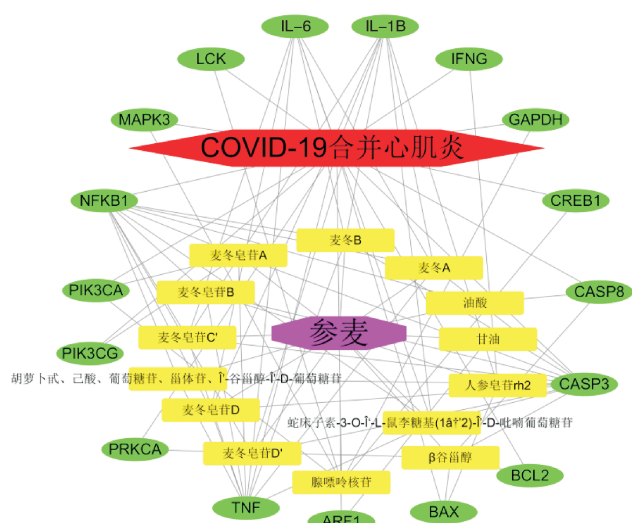 IL–6
IL–1B
LCK
IFNG
MAPK3
GAPDH
COVID-19合并心肌炎
NFKB1
CREB1
麦冬B
麦冬皂苷A
麦冬A
PIK3CA
麦冬皂苷B
油酸
CASP8
参麦
麦冬皂苷C'
甘油
PIK3CG
胡萝卜甙、己酸、葡萄糖苷、甾体苷、Î'-谷甾醇-Î'-D-葡萄糖苷
人参皂苷rh2
CASP3
麦冬皂苷D
蛇床子素-3-O-Î'-L-鼠李糖基(1â†'2)-Î'-D-吡喃葡萄糖苷
PRKCA
麦冬皂苷D'
β谷甾醇
BCL2
腺嘌呤核苷
TNF
BAX
ARF1